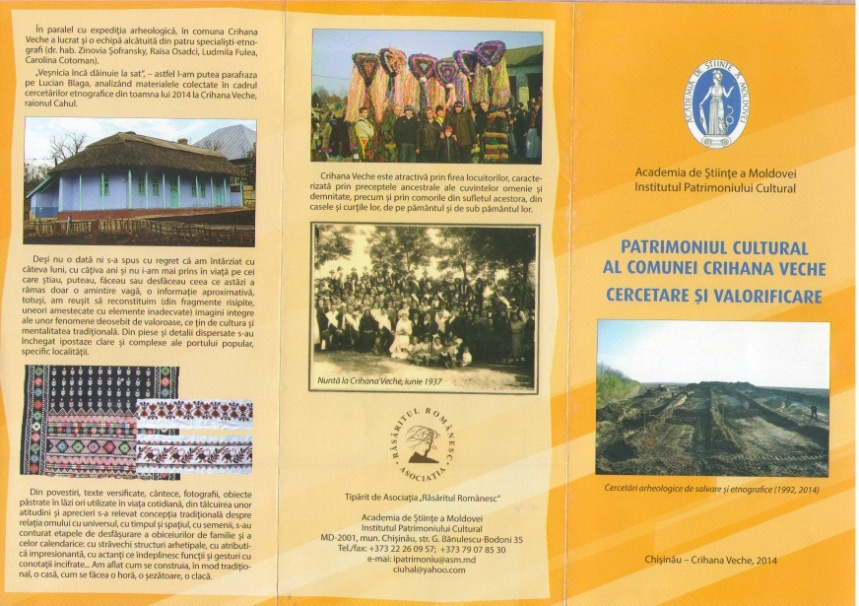 În paralel cu expediția arheologică, în comuna Crihana
Veche a lucrat și o echipă alcătuită din patru specialiști-etno-
grafi (dr. hab. Zinovia Șofransky, Raisa Osadci, Ludmila Fulea,
Carolina Cotoman).
„Veșnicia încă dăinuie la sat”, – astfel l-am putea parafraza
pe Lucian Blaga, analizând materialele colectate în cadrul
cercetărilor etnografice din toamna lui 2014 la Crihana Veche,
raionul Cahul.
Deși nu o dată ni s-a spus cu regret că am întârziat cu
câteva luni, cu câțiva ani și nu i-am mai prins în viață pe cei
care știau, puteau, făceau sau desfăceau ceea ce astăzi a
rămas doar o amintire vagă, o informație aproximativă,
totuși, am reușit să reconstituim (din fragmente risipite,
uneori amestecate cu elemente inadecvate) imagini integre
ale unor fenomene deosebit de valoroase, ce țin de cultura și
mentalitatea tradițională. Din piese și detalii dispersate s-au
închegat ipostaze clare și complexe ale portului popular,
specific localității.
Din povestiri, texte versificate, cântece, fotografii, obiecte
păstrate în lăzi ori utilizate în viața cotidiană, din tâlcuirea unor
atitudini și aprecieri s-a relevat concepția tradițională despre
relația omului cu universul, cu timpul și spațiul, cu semenii, s-au
conturat etapele de desfășurare a obiceiurilor de familie și a
celor calendarice: cu străvechi structuri arhetipale, cu atributi-
că impresionantă, cu actanți ce îndeplinesc funcții și gesturi cu
conotații incifrate... Am aflat cum se construia, în mod tradițio-
nal, o casă, cum se făcea o horă, o șezătoare, o clacă.
Crihana Veche este atractivă prin firea locuitorilor, caracte-
rizată prin preceptele ancestrale ale cuvintelor omenie și
demnitate, precum și prin comorile din sufletul acestora, din
casele și curțile lor, de pe pământul și de sub pământul lor.
Nuntă la Crihana Veche, iunie 1937
RĂSĂRITUL ROMÂNESC
ASOCIAȚIA
Tipărit de Asociația „Răsăritul Românesc”
Academia de Științe a Moldovei
Institutul Patrimoniului Cultural
MD-2001, mun. Chișinău, str. G. Bănulescu-Bodoni 35
Tel./fax: +373 22 26 09 57; +373 79 07 85 30
e-mai: ipatrimoniu@asm.md
ciuhal@yahoo.com
ACADEMIA DE ȘTIINȚE A MOLDOVEI
Academia de Științe a Moldovei
Institutul Patrimoniului Cultural
PATRIMONIUL CULTURAL
AL COMUNEI CRIHANA VECHE
CERCETARE ȘI VALORIFICARE
Cercetări arheologice de salvare și etnografice (1992, 2014)
Chișinău – Crihana Veche, 2014